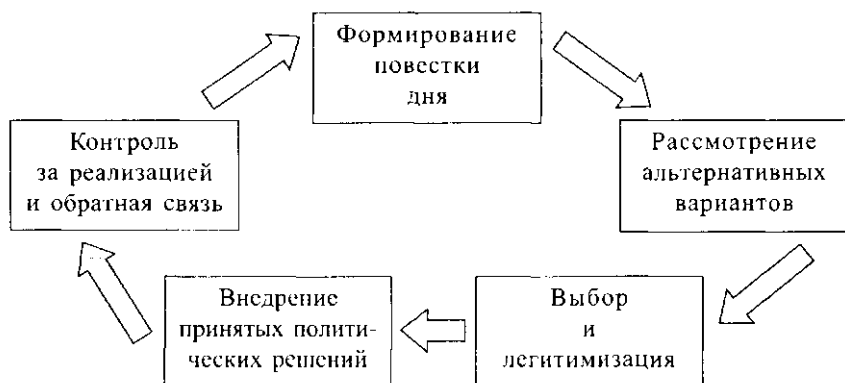 Формирование
повестки
дня
Рассмотрение
альтернативных
вариантов
Выбор
и
легитимизация
Внедрение
принятых полити-
ческих решений
Контроль
за реализацией
и обратная связь